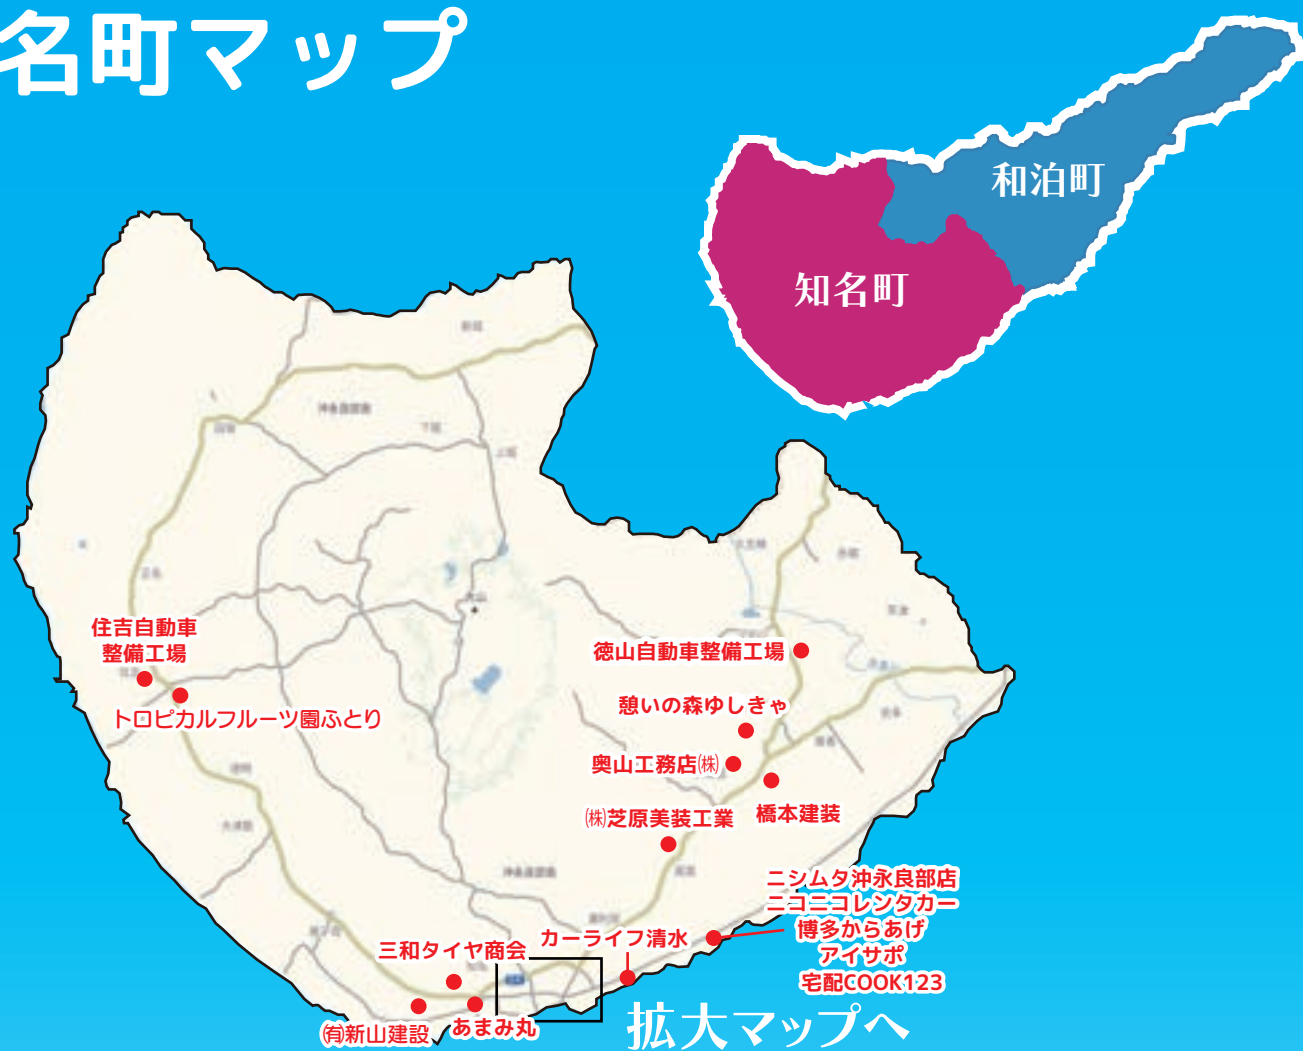 名町マップ
和泊町
知名町
住吉自動車
整備工場
トロピカルフルーツ園ふとり
徳山自動車整備工場
憩いの森ゆしきゃ
奥山工務店㈱
㈱芝原美装工業
橋本建装
ニシムタ沖永良部店
ニコニコレンタカー
博多からあげ
アイサポ
宅配COOK123
カーライフ清水
三和タイヤ商会
㈲新山建設
あまみ丸
拡大マップへ